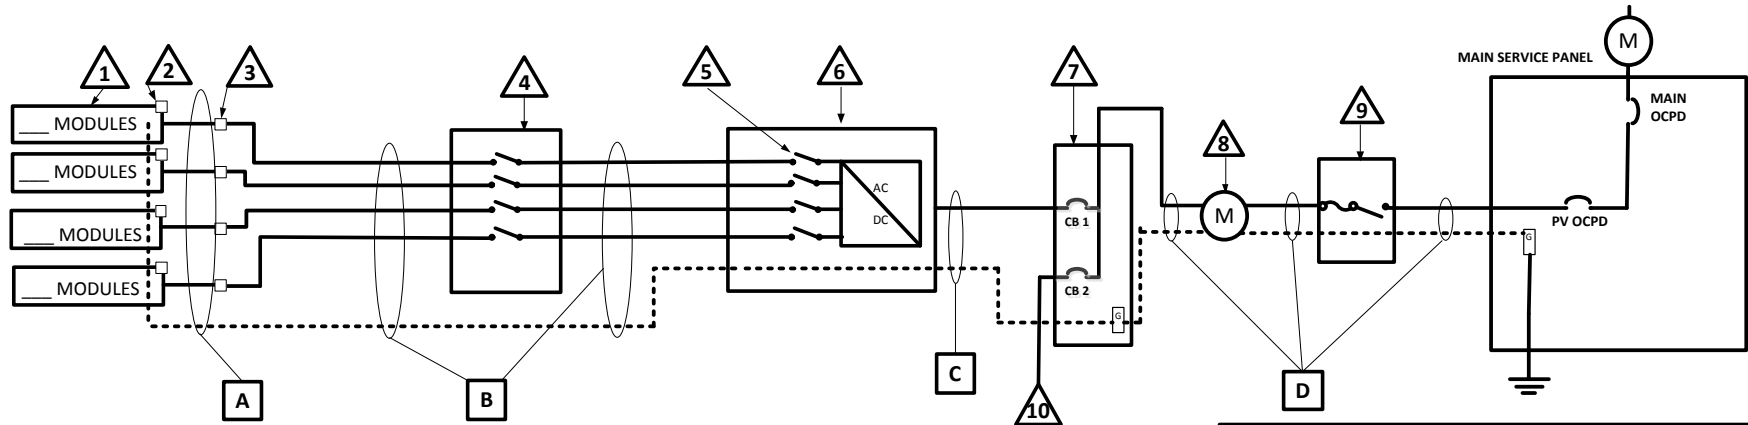 1
2
3
4
5
6
7
8
9
10
___ MODULES
___ MODULES
___ MODULES
___ MODULES
AC
DC
CB 1
CB 2
G
M
M
MAIN SERVICE PANEL
MAIN
OCPD
PV OCPD
G
A
B
C
D